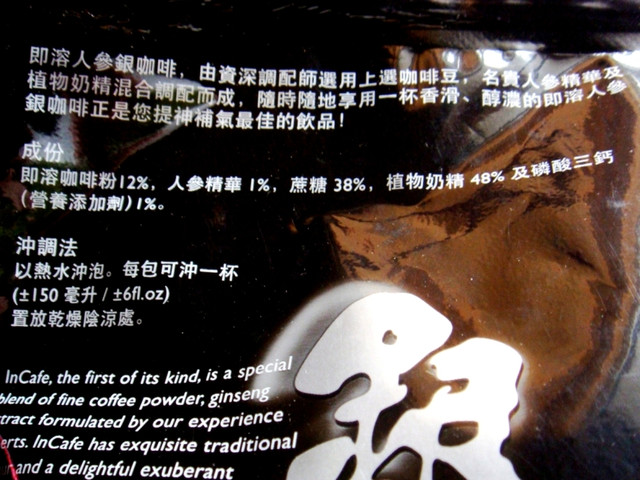 即溶人參銀咖啡，由資深調配師選用上選咖啡豆，名貴人參精華及
植物奶精混合調配而成，隨時隨地享用一杯香滑、醇濃的即溶人參
銀咖啡正是您提神補氣最佳的飲品！
成份
即溶咖啡粉12%，人參精華 1%，蔗糖 38%，植物奶精 48% 及磷酸三鈣
(營養添加劑) 1%。
沖調法
以熱水沖泡。每包可沖一杯
(±150 毫升 / ±6fl.oz)
置放乾燥陰涼處。
InCafe, the first of its kind, is a special
blend of fine coffee powder, ginseng
formulated by our experience
InCafe has exquisite traditional
and a delightful exuberant
銀